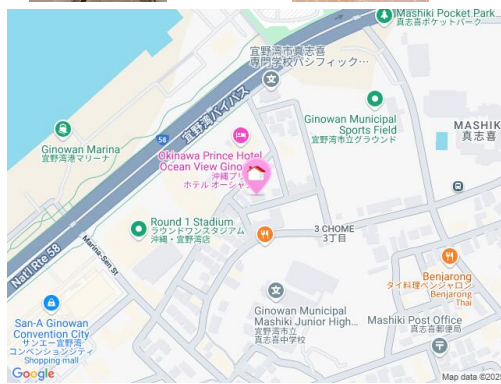 Mashiki Pocket Park
真志喜ポケットパーク
宜野湾市真志喜
専門学校パシフィック…
宜野湾バイパス
58
Ginowan Municipal
Sports Field
宜野湾市立グラウンド
MASHIK
真志喜
Ginowan Marina
宜野湾港マリーナ
Okinawa Prince Hotel
Ocean View Gino
沖縄プリ
ホテル オーシャ
Round 1 Stadium
ラウンドワンスタジアム
沖縄・宜野湾店
3 CHOME
3丁目
Marina-Sen St
Nat'l Rte 58
Benjarong
タイ料理ベンジャロン
Benjarong
Thai
San-A Ginowan
Convention City
サンエー宜野湾
コンベンションシティ
Shopping mall
Ginowan Municipal
Mashiki Junior High...
宜野湾市立
真志喜中学校
Mashiki Post Office
真志喜郵便局
Google
Map data ©2025